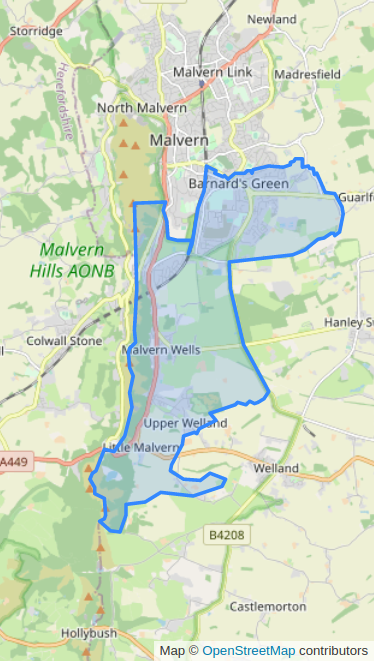 Newland
Storridge
Malvern Link
Madresfield
Herefordshire
North Malvern
Malvern
Barnard's Green
Guarlfo
Malvern
Hills AONB
Hanley Sw
Colwall Stone
ll
Malvern Wells
Upper Welland
Little Malvern
A449
Welland
B4208
Castlemorton
Hollybush
Map © OpenStreetMap contributors